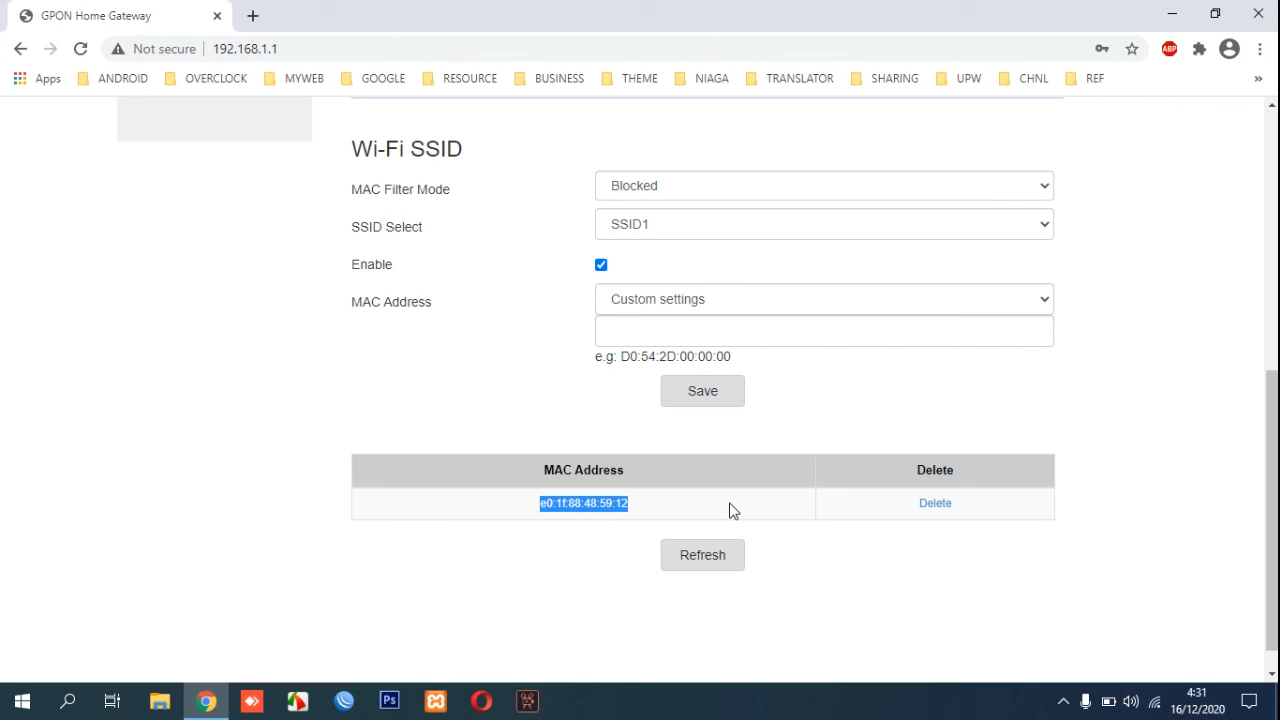 GPON Home Gateway
Not secure 192.168.1.1
ABP
Apps ANDROID OVERCLOCK MYWEB GOOGLE RESOURCE BUSINESS THEME NIAGA TRANSLATOR SHARING UPW CHNL REF »
Wi-Fi SSID
MAC Filter Mode Blocked
SSID Select SSID1
Enable
MAC Address Custom settings
e.g: D0:54:2D:00:00:00
Save
MAC Address Delete
e0:1f:88:48:59:12 Delete
Refresh
Ps
4:31
16/12/2020